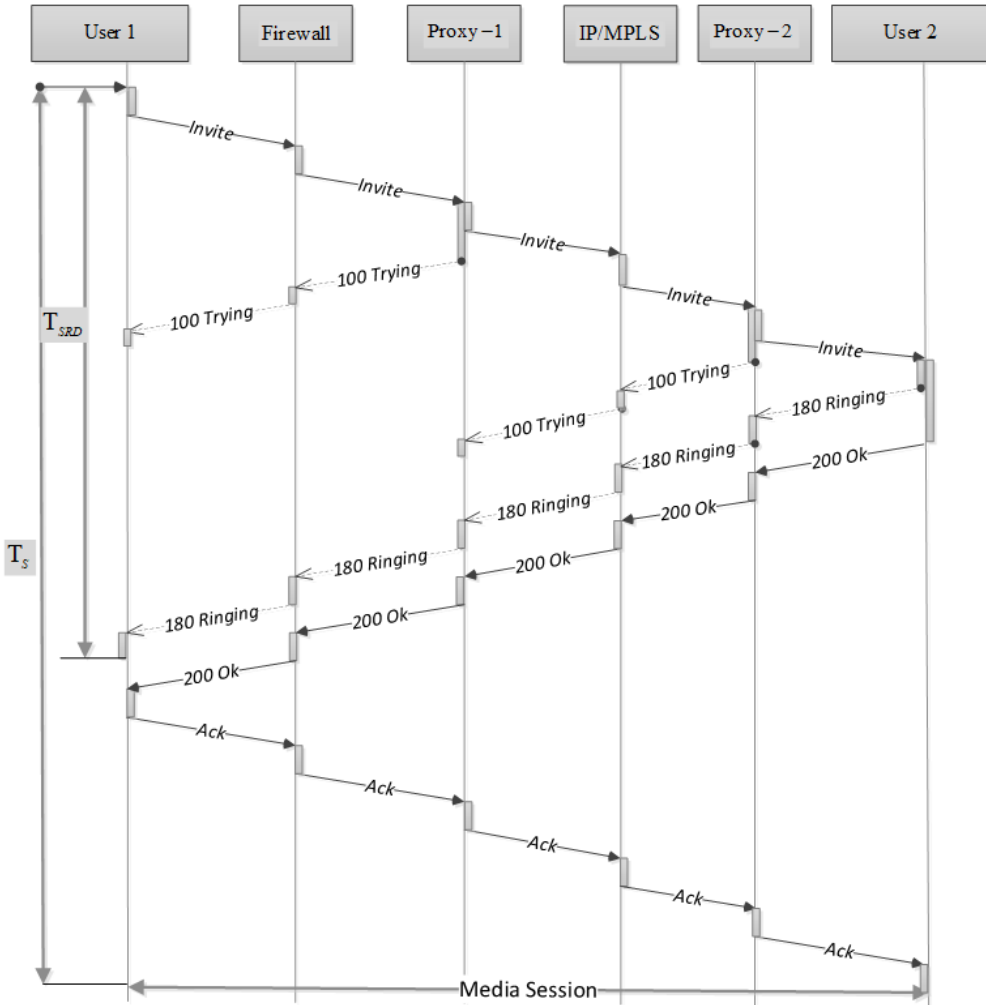 User 1
Firewall
Proxy-1
IP/MPLS
Proxy-2
User 2
Invite
Invite
Invite
100 Trying
Invite
100 Trying
T_SRD
Invite
100 Trying
180 Ringing
100 Trying
200 Ok
180 Ringing
180 Ringing
200 Ok
T_S
180 Ringing
200 Ok
180 Ringing
200 Ok
200 Ok
Ack
Ack
Ack
Ack
Ack
Media Session